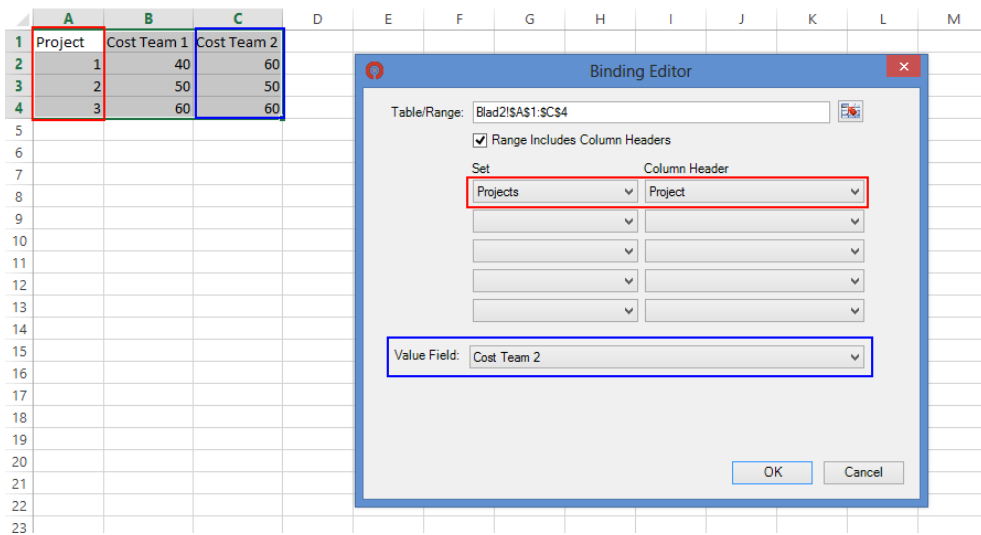 A B C D E F G H I J K L M
1 Project Cost Team 1 Cost Team 2
2 1 40 60
3 2 50 50
4 3 60 60
5
6
7
8
9
10
11
12
13
14
15
16
17
18
19
20
21
22
23
Binding Editor
Table/Range: Blad2!$A$1:$C$4
Range Includes Column Headers
Set Column Header
Projects Project
Value Field: Cost Team 2
OK Cancel